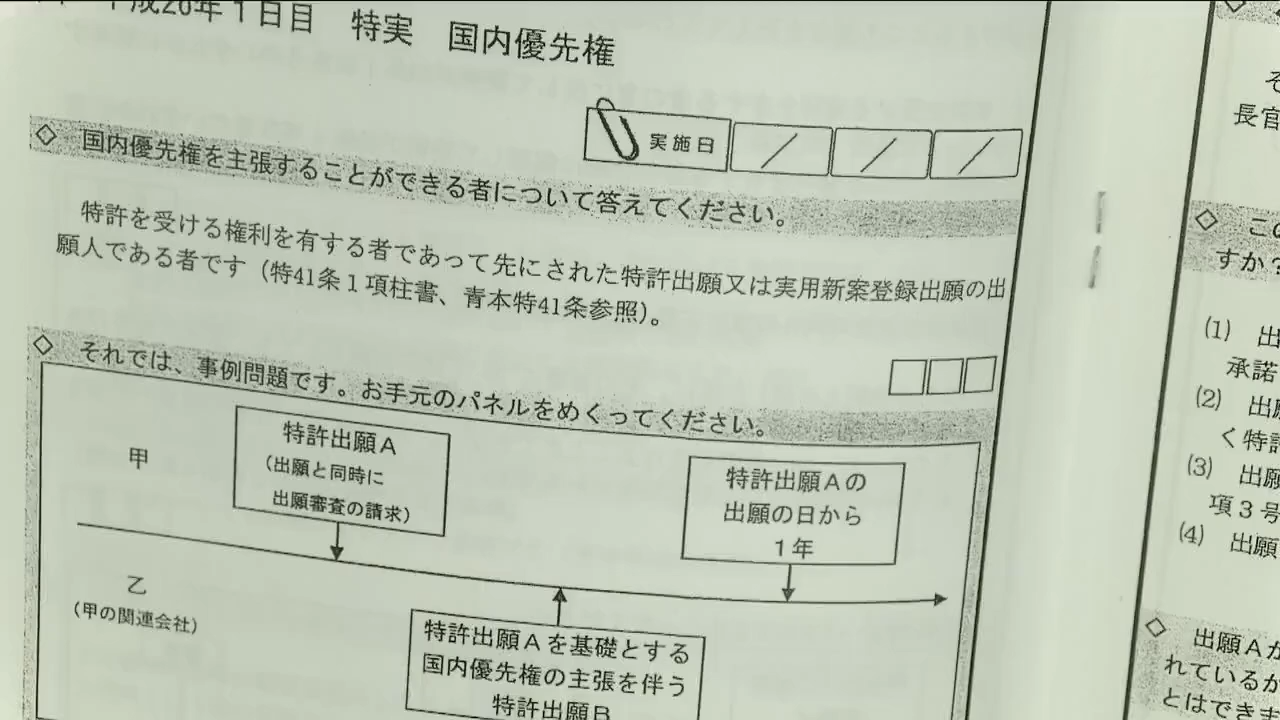 平成20年1日目 特実 国内優先権
実施日
◇ 国内優先権を主張することができる者について答えてください。
特許を受ける権利を有する者であって先にされた特許出願又は実用新案登録出願の出
願人である者です（特41条1項柱書、青本特41条参照）。
◇ それでは、事例問題です。お手元のパネルをめくってください。
甲
特許出願A
（出願と同時に
出願審査の請求）
特許出願Aの
出願の日から
1年
乙
（甲の関連会社）
特許出願Aを基礎とする
国内優先権の主張を伴う
特許出願B
◇
長官
◇ この
すか？
(1) 出
承諾
(2) 出願
く特許
(3) 出願
項3号
(4) 出願
◇ 出願Aが
れているか
とはできま